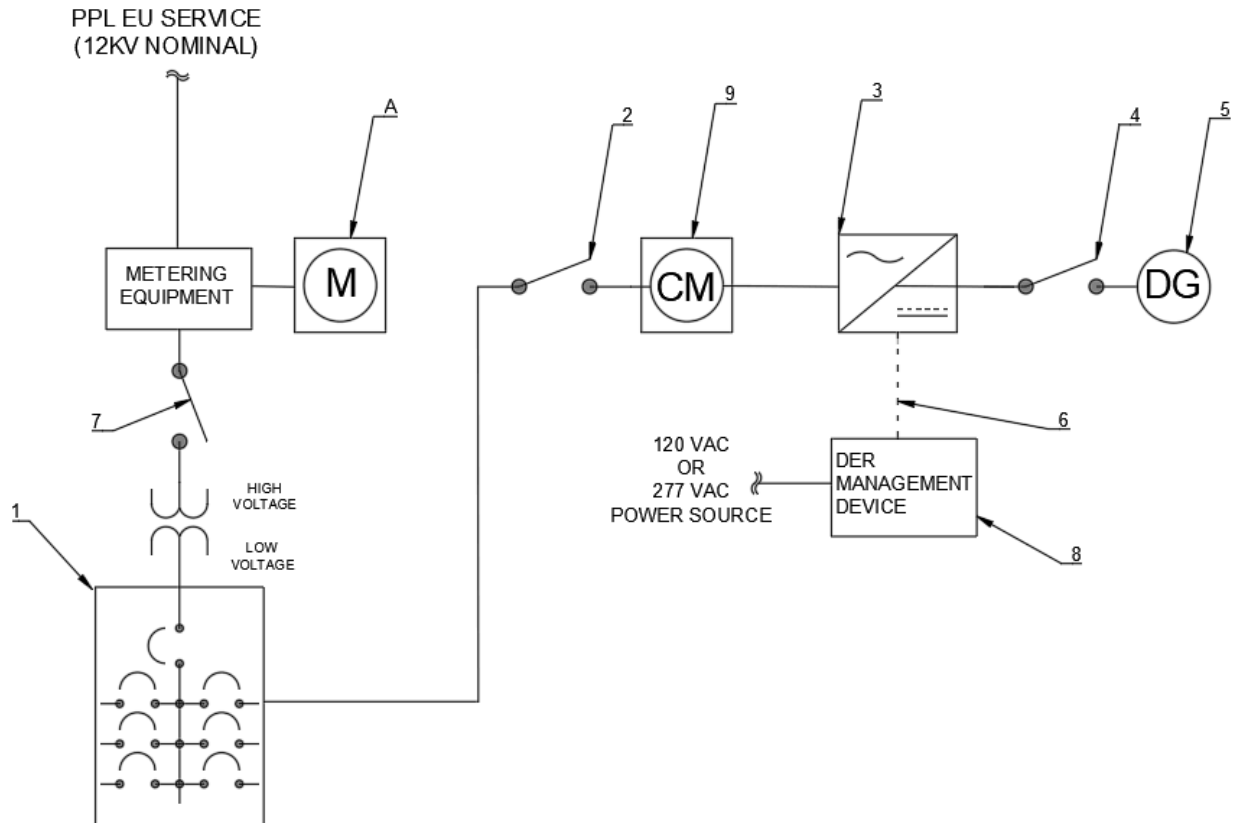 PPL EU SERVICE
(12KV NOMINAL)
A
2
9
3
4
5
METERING
EQUIPMENT
M
CM
DG
7
6
120 VAC
OR
277 VAC
POWER SOURCE
DER
MANAGEMENT
DEVICE
8
HIGH
VOLTAGE
1
LOW
VOLTAGE